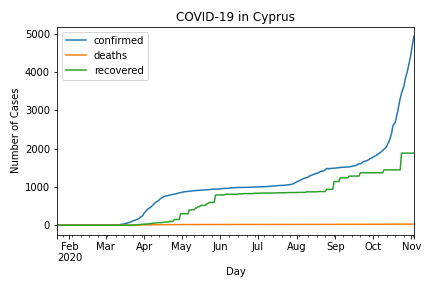 COVID-19 in Cyprus
confirmed
deaths
recovered
Number of Cases
5000
4000
3000
2000
1000
0
Feb Mar Apr May Jun Jul Aug Sep Oct Nov
2020
Day